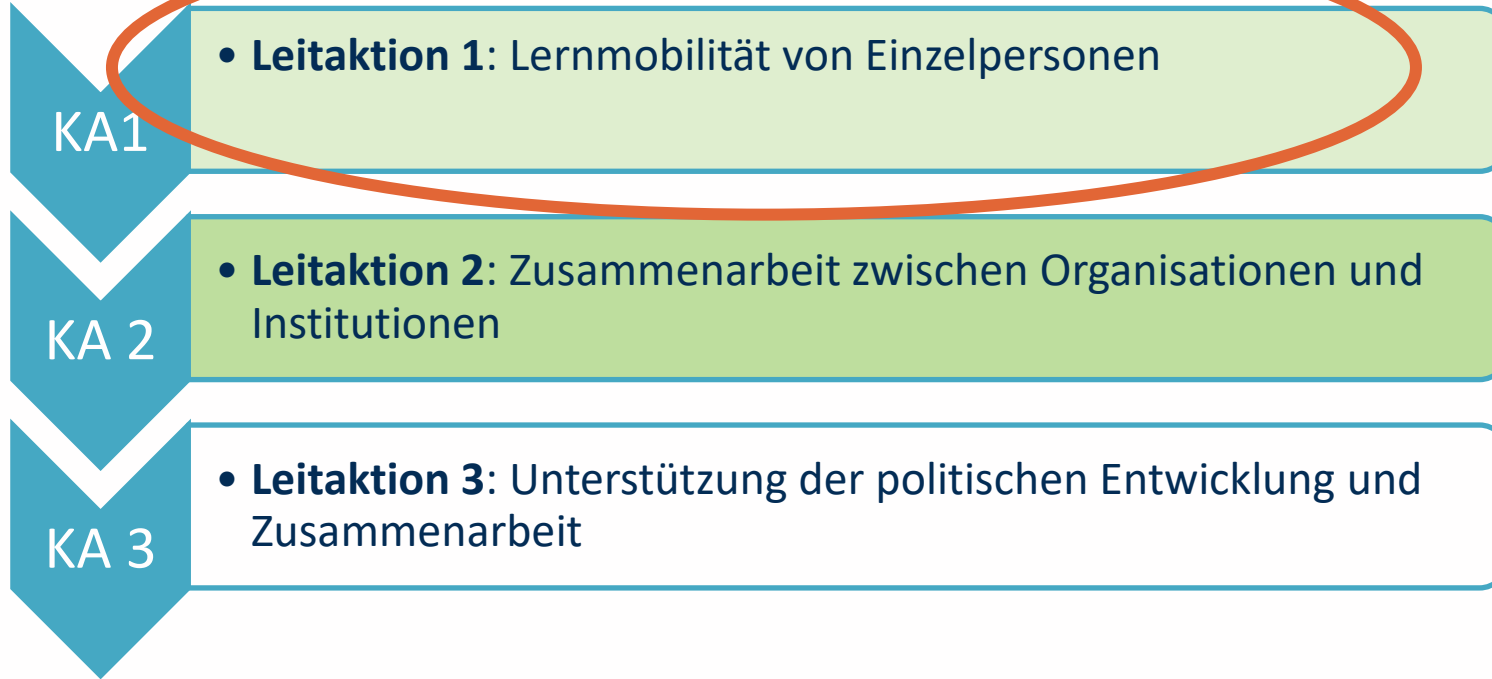 KA1
• Leitaktion 1: Lernmobilität von Einzelpersonen
KA 2
• Leitaktion 2: Zusammenarbeit zwischen Organisationen und
Institutionen
KA 3
• Leitaktion 3: Unterstützung der politischen Entwicklung und
Zusammenarbeit